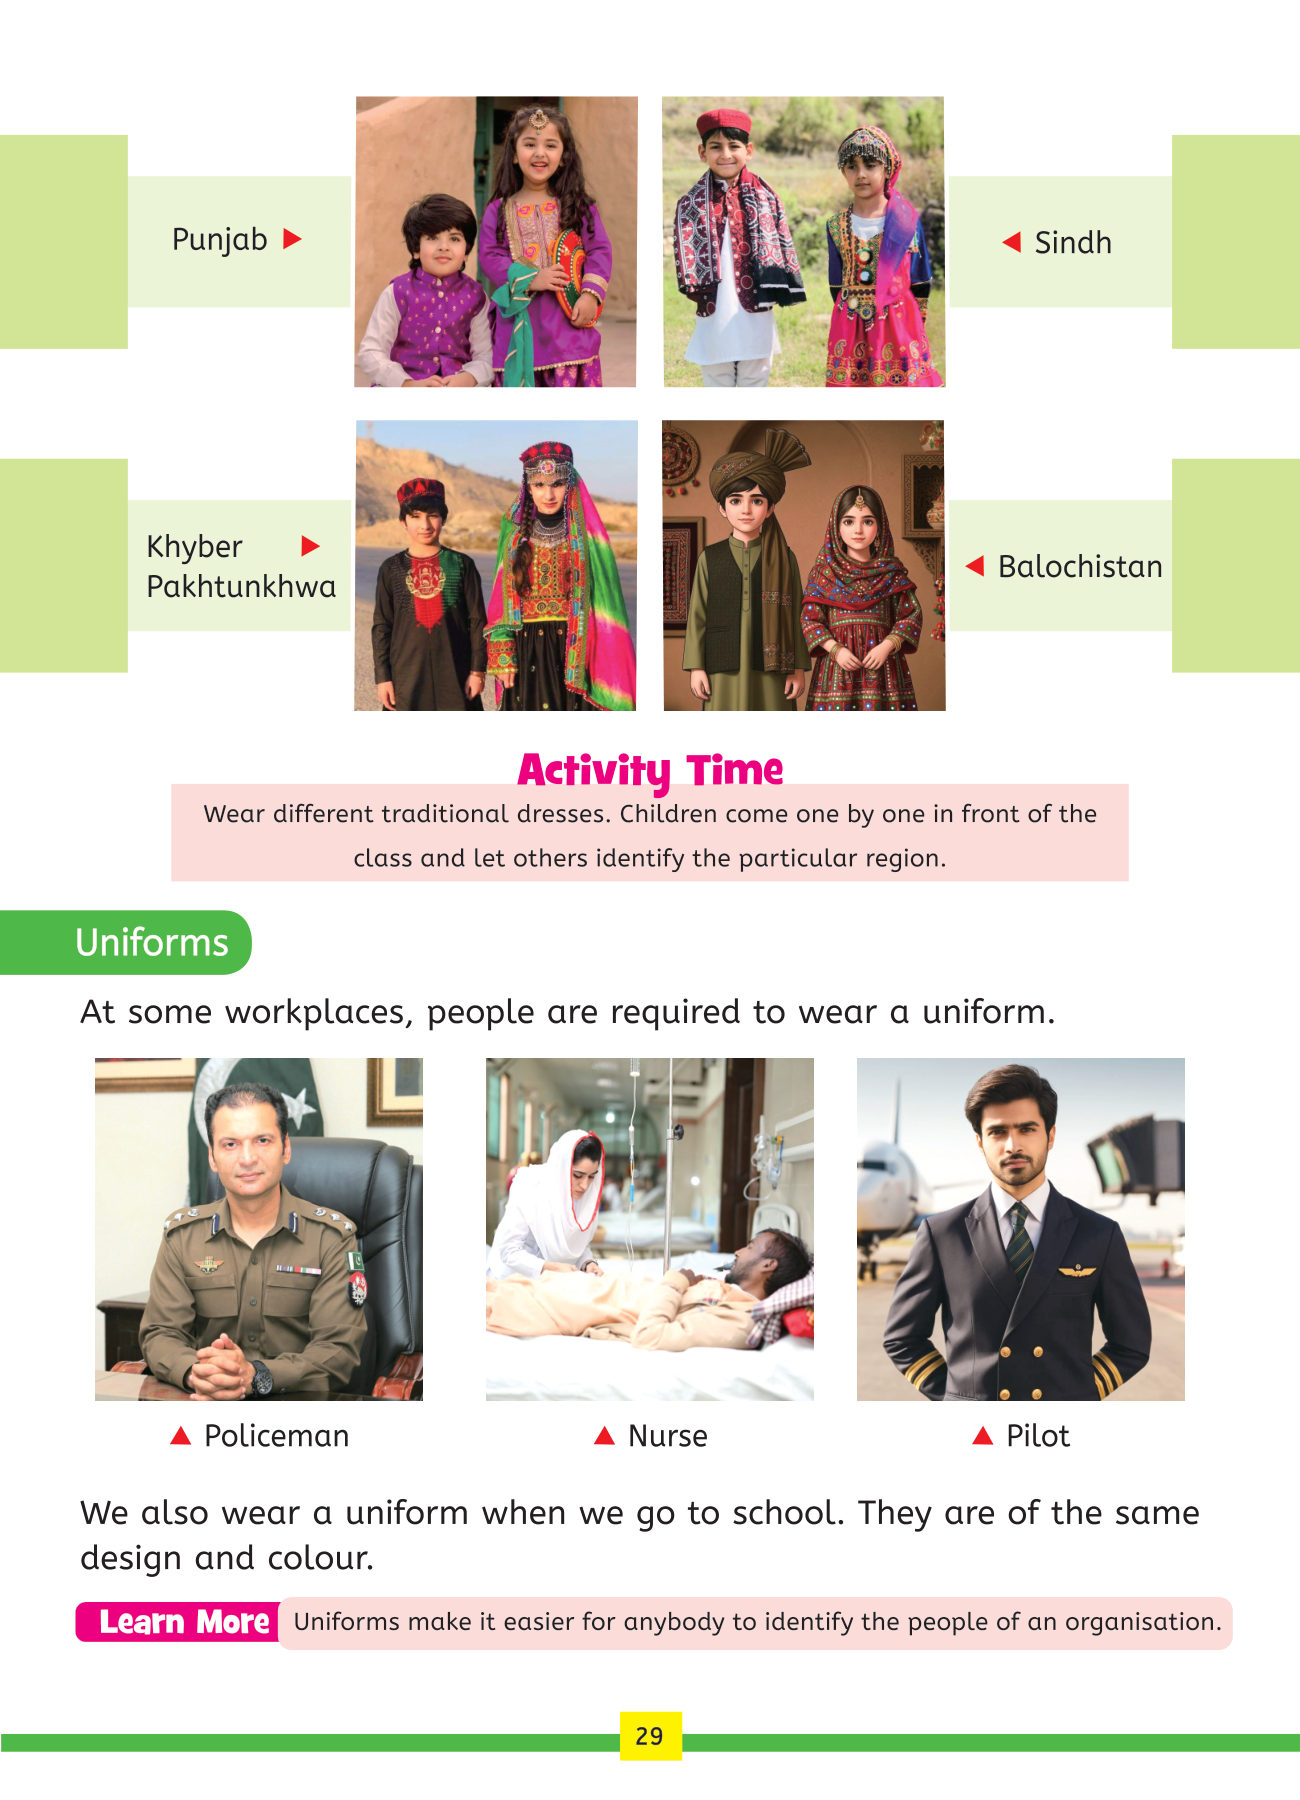 Punjab
Sindh
Khyber
Pakhtunkhwa
Balochistan
Activity Time
Wear different traditional dresses. Children come one by one in front of the
class and let others identify the particular region.
Uniforms
At some workplaces, people are required to wear a uniform.
Policeman
Nurse
Pilot
We also wear a uniform when we go to school. They are of the same
design and colour.
Learn More
Uniforms make it easier for anybody to identify the people of an organisation.
29